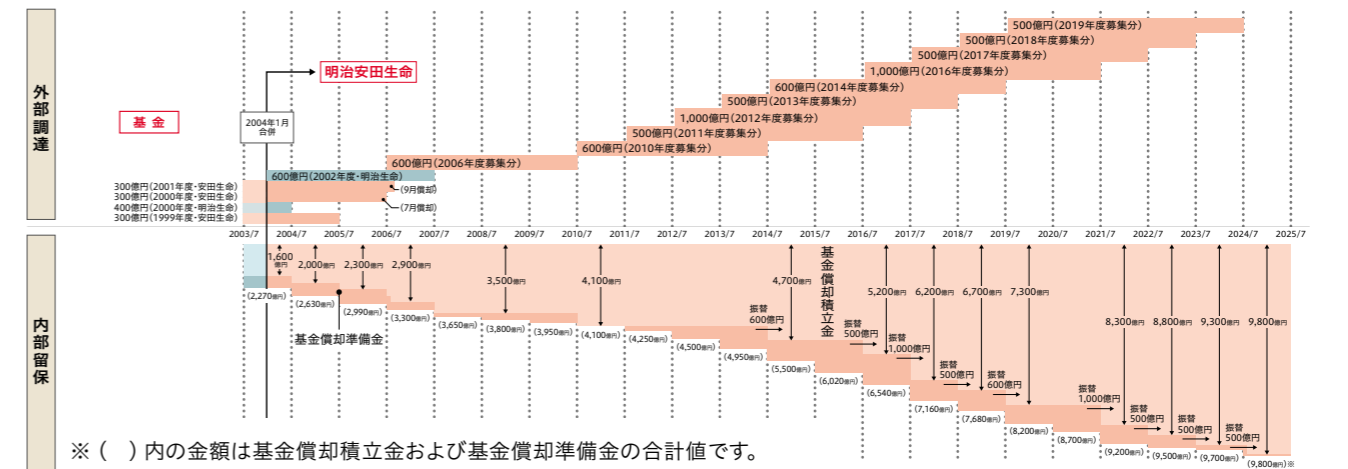 外部調達
500億円(2019年度募集分)
500億円(2018年度募集分)
500億円(2017年度募集分)
1,000億円(2016年度募集分)
600億円(2014年度募集分)
500億円(2013年度募集分)
1,000億円(2012年度募集分)
500億円(2011年度募集分)
600億円(2010年度募集分)
600億円(2006年度募集分)
明治安田生命
基金
2004年1月
合併
600億円(2002年度・明治生命)
300億円(2001年度・安田生命)
(9月償却)
300億円(2000年度・安田生命)
(7月償却)
400億円(2000年度・明治生命)
300億円(1999年度・安田生命)
2003/7 2004/7 2005/7 2006/7 2007/7 2008/7 2009/7 2010/7 2011/7 2012/7 2013/7 2014/7 2015/7 2016/7 2017/7 2018/7 2019/7 2020/7 2021/7 2022/7 2023/7 2024/7 2025/7
内部留保
1,600
億円
2,000億円
2,300億円
2,900億円
3,500億円
4,100億円
4,700億円
基金償却積立金
5,200億円
6,200億円
6,700億円
7,300億円
8,300億円
8,800億円
9,300億円
9,800億円
振替
600億円
振替
500億円
振替
1,000億円
振替
500億円
振替
600億円
振替
1,000億円
振替
500億円
振替
500億円
振替
500億円
基金償却準備金
(2,270億円)
(2,630億円)
(2,990億円)
(3,300億円)
(3,650億円)
(3,800億円)
(3,950億円)
(4,100億円)
(4,250億円)
(4,500億円)
(4,950億円)
(5,500億円)
(6,020億円)
(6,540億円)
(7,160億円)
(7,680億円)
(8,200億円)
(8,700億円)
(9,200億円)
(9,500億円)
(9,700億円)
(9,800億円)※
※( )内の金額は基金償却積立金および基金償却準備金の合計値です。